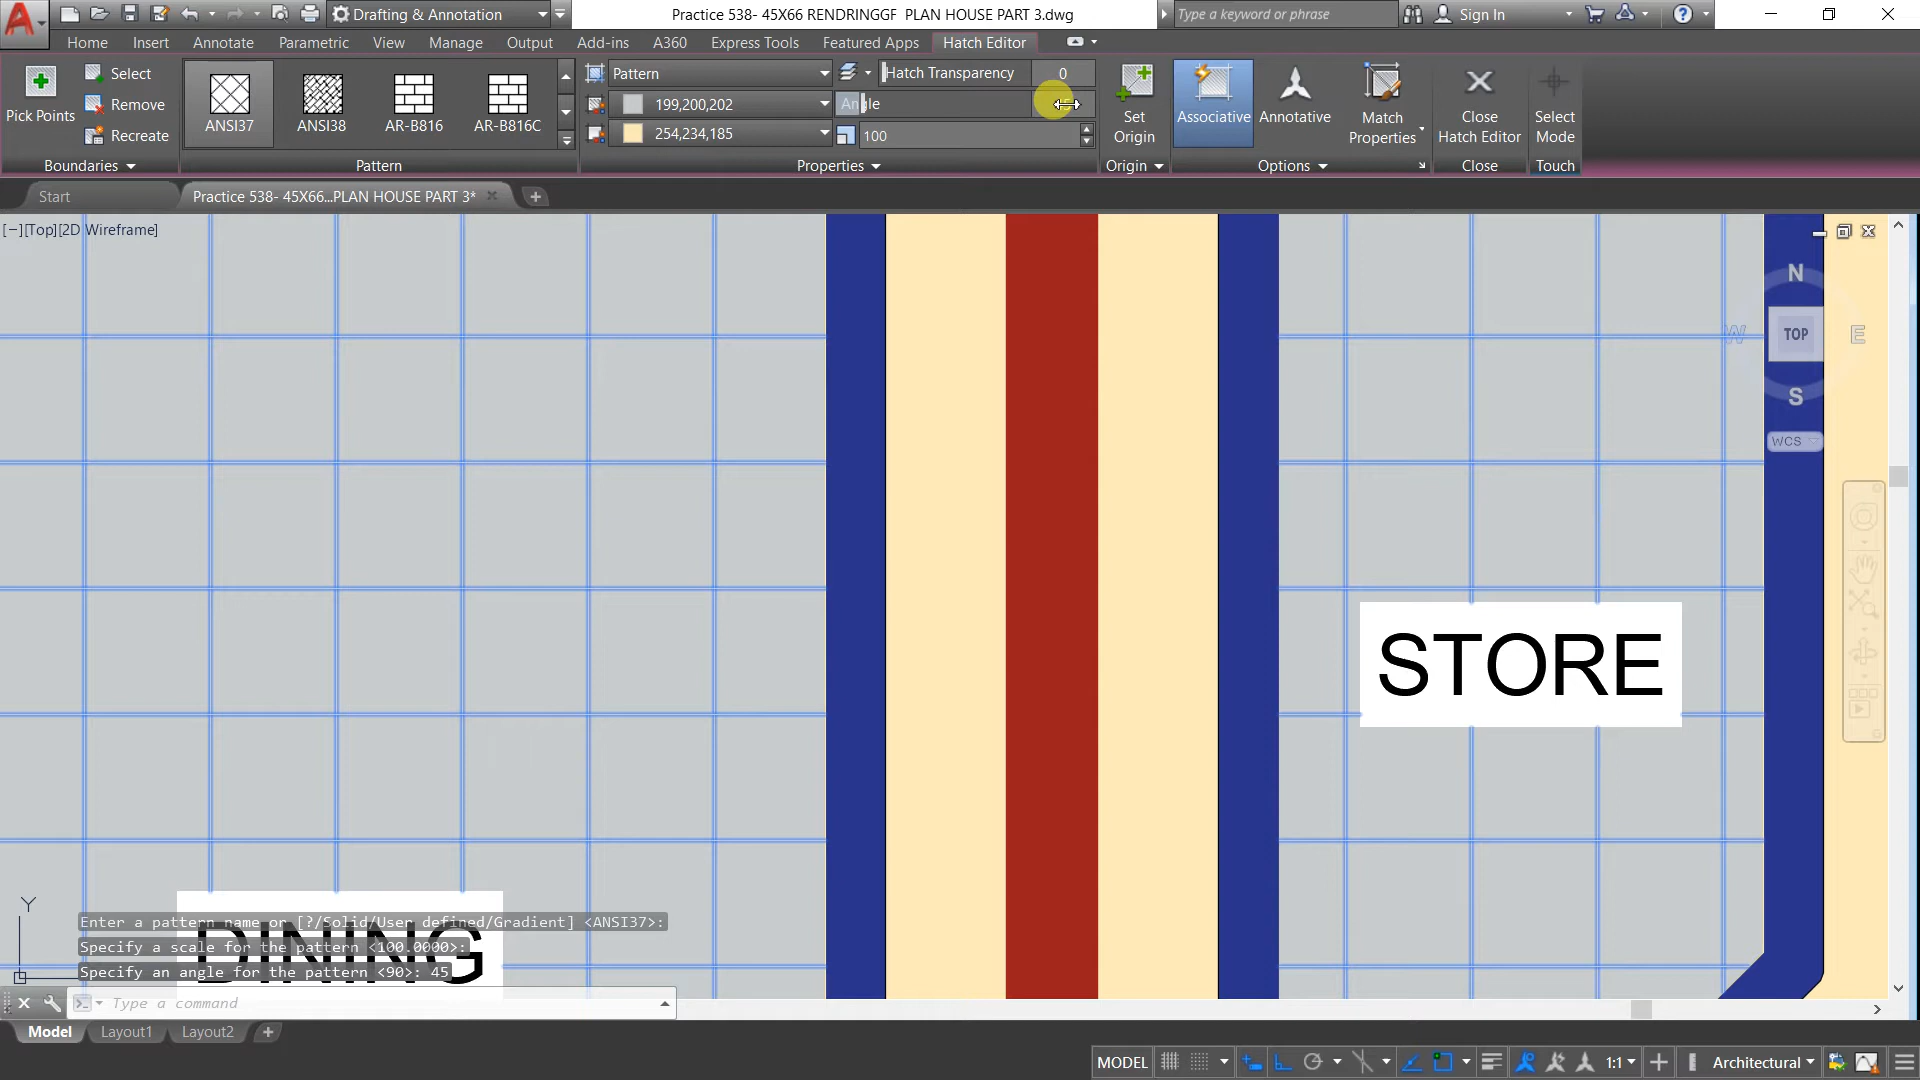 Drafting & Annotation
Practice 538- 45X66 RENDRINGGF  PLAN HOUSE PART 3.dwg
Type a keyword or phrase
Sign In
Home Insert Annotate Parametric View Manage Output Add-ins A360 Express Tools Featured Apps Hatch Editor
Pick Points
Select
Remove
Recreate
Boundaries
ANSI37 ANSI38 AR-B816 AR-B816C
Pattern
Pattern
199,200,202
254,234,185
Hatch Transparency 0
Angle
100
Properties
Set
Origin
Origin
Associative
Annotative
Match
Properties
Options
Close
Hatch Editor
Close
Select
Mode
Touch
Start
Practice 538- 45X66...PLAN HOUSE PART 3*
[−][Top][2D Wireframe]
N
W TOP E
S
WCS
STORE
DINING
Y
Enter a pattern name or [?/Solid/User defined/Gradient] <ANSI37>:
Specify a scale for the pattern <100.0000>:
Specify an angle for the pattern <90>: 45
Type a command
Model Layout1 Layout2
MODEL
1:1
Architectural